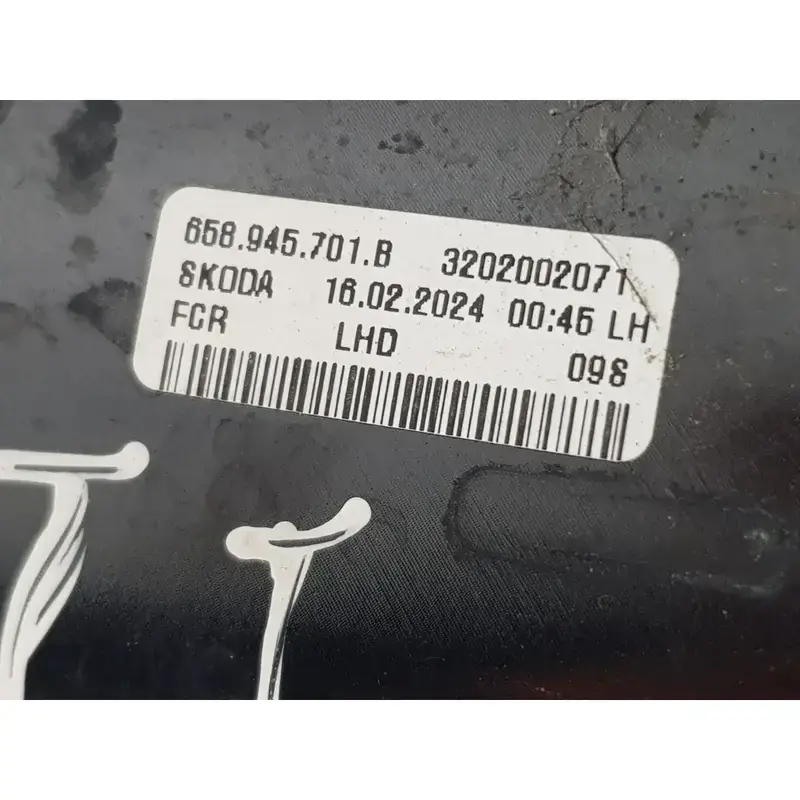 658.945.701.B 3202002071
SKODA 16.02.2024 00:45 LH
FCR LHD 098